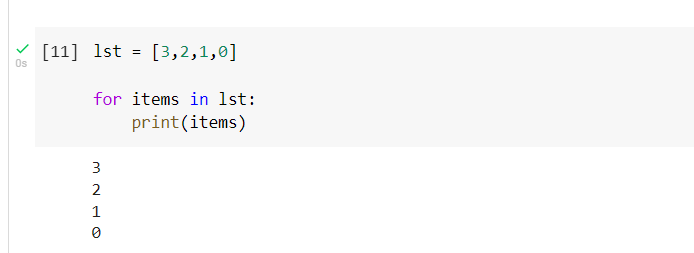 [11] lst = [3,2,1,0]
0s
for items in lst:
    print(items)
3
2
1
0